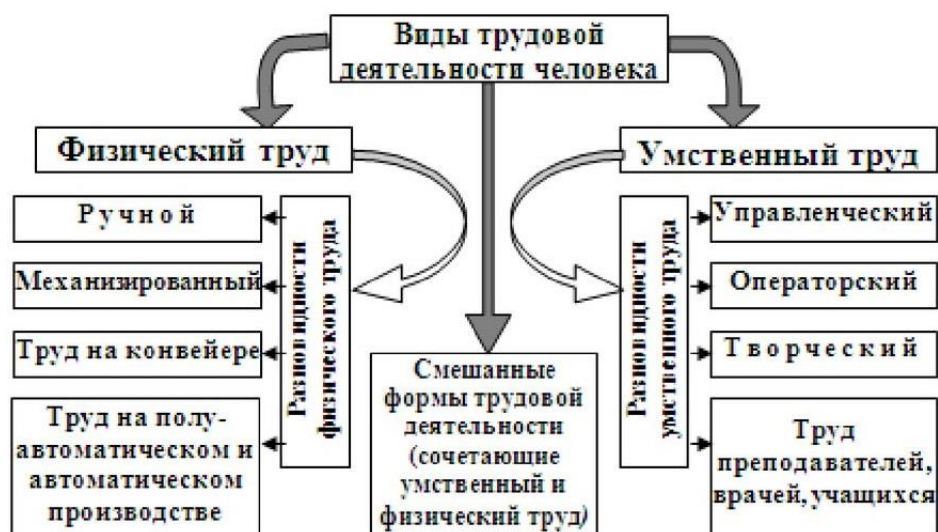 Виды трудовой
деятельности человека
Физический труд
Ручной
Механизированный
Труд на конвейере
Труд на полу-
автоматическом и
автоматическом
производстве
Разновидности
физического труда
Смешанные
формы трудовой
деятельности
(сочетающие
умственный и
физический труд)
Умственный труд
Разновидности
умственного труда
Управленческий
Операторский
Творческий
Труд
преподавателей,
врачей, учащихся